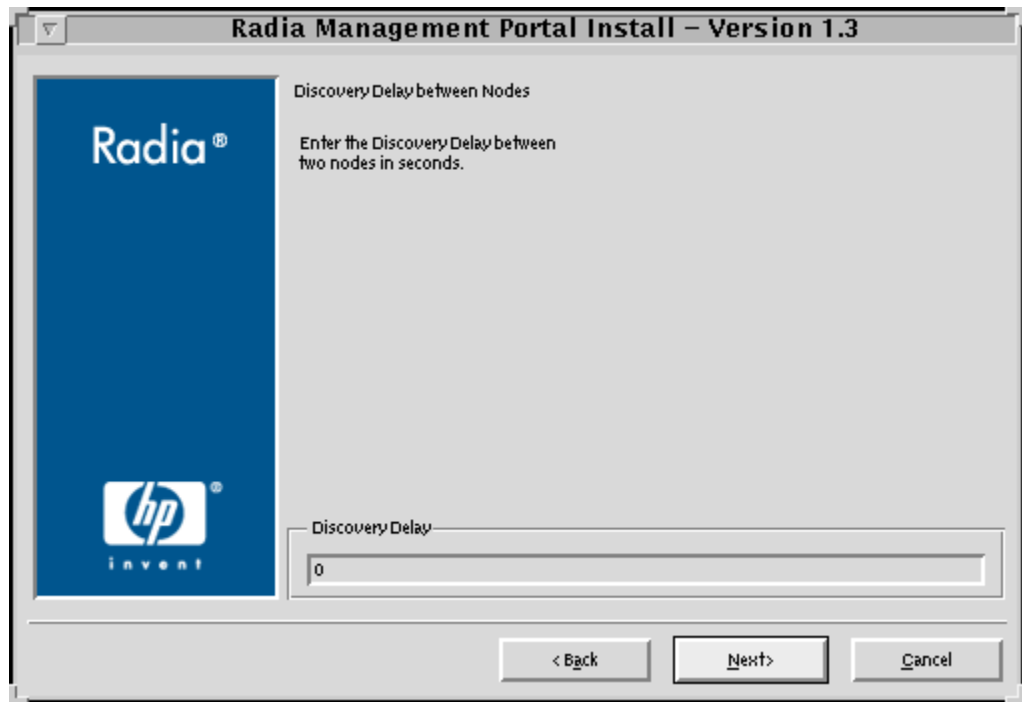 Radia Management Portal Install – Version 1.3
Discovery Delay between Nodes
Radia®
Enter the Discovery Delay between
two nodes in seconds.
hp®
invent
Discovery Delay
0
< Back
Next>
Cancel